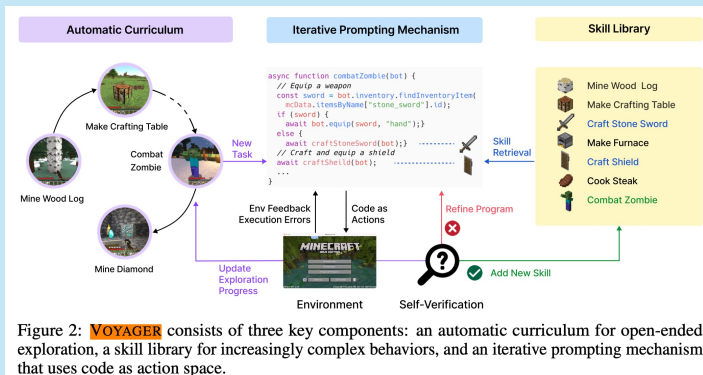 Automatic Curriculum
Iterative Prompting Mechanism
Skill Library
Make Crafting Table
Combat
Zombie
Mine Wood Log
Mine Diamond
New
Task
async function combatZombie(bot) {
// Equip a weapon
const sword = bot.inventory.findInventoryItem(
mcData.itemsByName["stone_sword"].id);
if (sword) {
await bot.equip(sword, "hand");}
else {
await craftStoneSword(bot);}
// Craft and equip a shield
await craftSheild(bot);
...
}
Skill
Retrieval
Mine Wood Log
Make Crafting Table
Craft Stone Sword
Make Furnace
Craft Shield
Cook Steak
Combat Zombie
Env Feedback
Execution Errors
Code as
Actions
Refine Program
Update
Exploration
Progress
MINECRAFT
Environment
?
Self-Verification
Add New Skill
Figure 2: VOYAGER consists of three key components: an automatic curriculum for open-ended
exploration, a skill library for increasingly complex behaviors, and an iterative prompting mechanism
that uses code as action space.